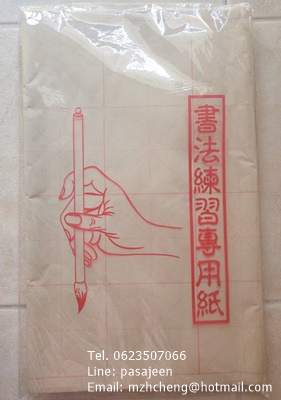 書法練習專用紙
Tel. 0623507066
Line: pasajeen
Email: mzhcheng@hotmail.com